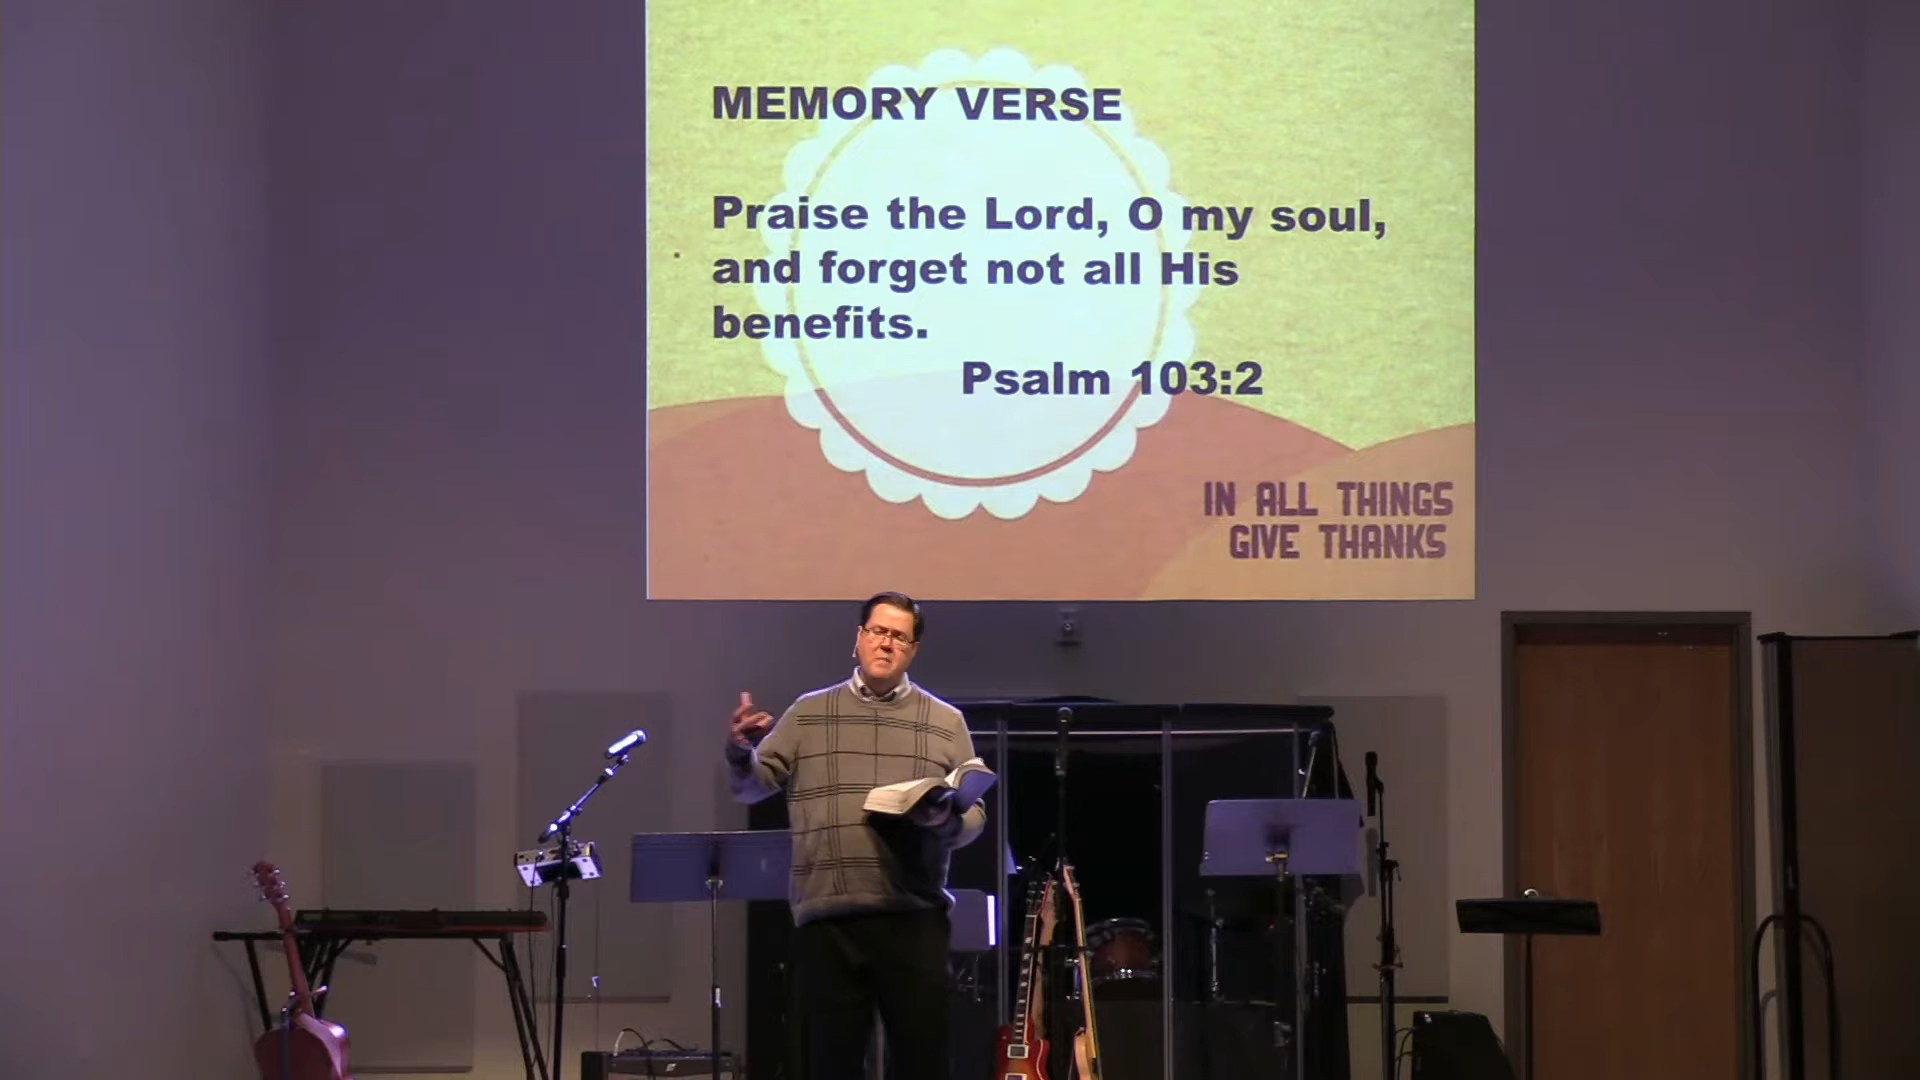 MEMORY VERSE
Praise the Lord, O my soul,
and forget not all His
benefits.
Psalm 103:2
IN ALL THINGS
GIVE THANKS